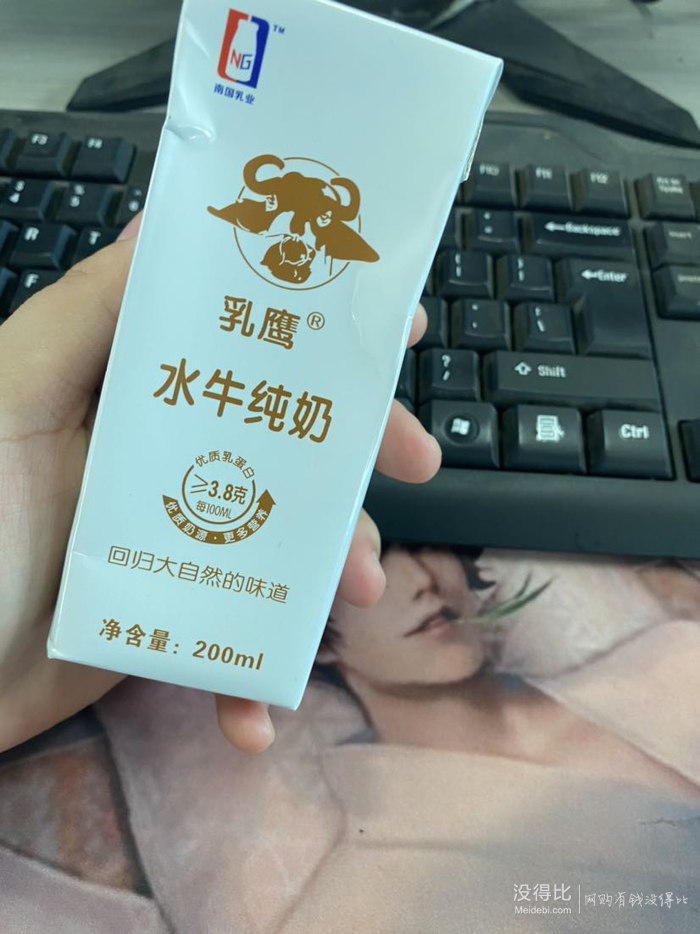 NG
TM
南国乳业
乳鹰®
水牛纯奶
优质乳蛋白
≥3.8克
每100ML
优质奶源·更多营养
回归大自然的味道
净含量：200ml
F3
F4
F10
F11
F12
R
T
F
Backspace
Enter
Shift
Ctrl
没得比
Meidebi.com
网购有钱没得比